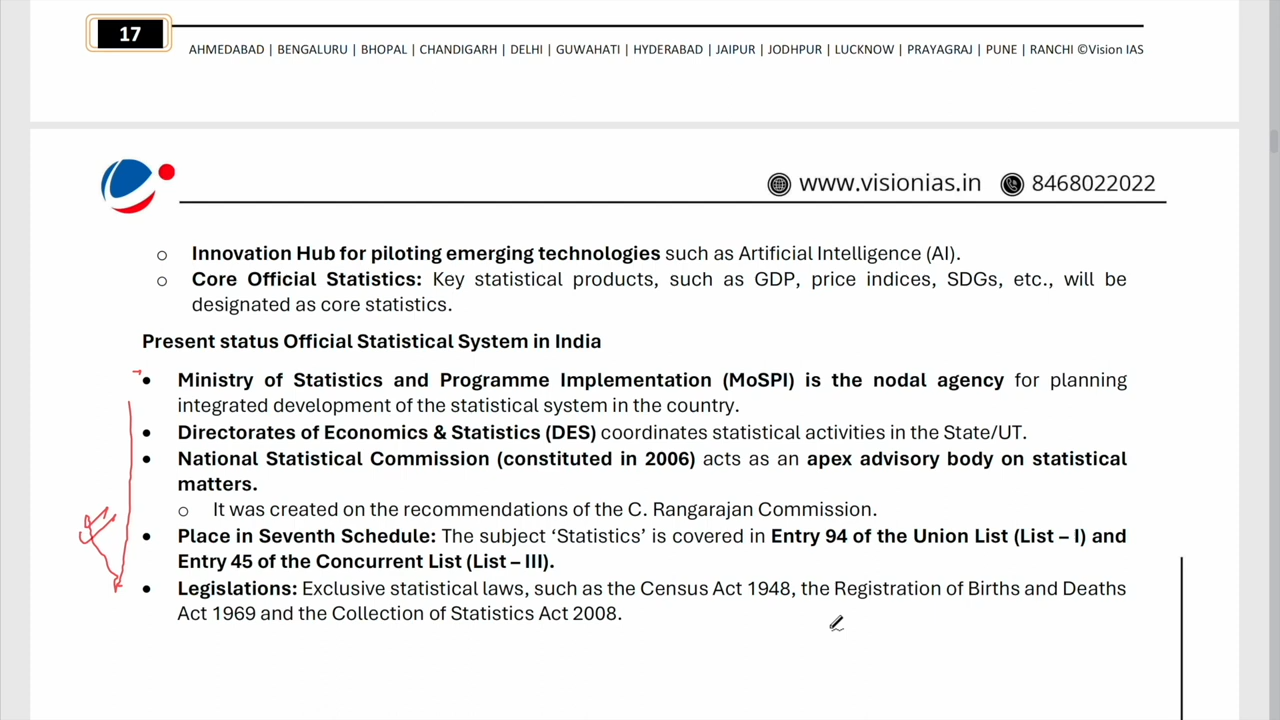 17
AHMEDABAD | BENGALURU | BHOPAL | CHANDIGARH | DELHI | GUWAHATI | HYDERABAD | JAIPUR | JODHPUR | LUCKNOW | PRAYAGRAJ | PUNE | RANCHI ©Vision IAS
www.visionias.in 8468022022
o Innovation Hub for piloting emerging technologies such as Artificial Intelligence (AI).
o Core Official Statistics: Key statistical products, such as GDP, price indices, SDGs, etc., will be
designated as core statistics.
Present status Official Statistical System in India
• Ministry of Statistics and Programme Implementation (MoSPI) is the nodal agency for planning
integrated development of the statistical system in the country.
• Directorates of Economics & Statistics (DES) coordinates statistical activities in the State/UT.
• National Statistical Commission (constituted in 2006) acts as an apex advisory body on statistical
matters.
o It was created on the recommendations of the C. Rangarajan Commission.
• Place in Seventh Schedule: The subject ‘Statistics’ is covered in Entry 94 of the Union List (List – I) and
Entry 45 of the Concurrent List (List – III).
• Legislations: Exclusive statistical laws, such as the Census Act 1948, the Registration of Births and Deaths
Act 1969 and the Collection of Statistics Act 2008.